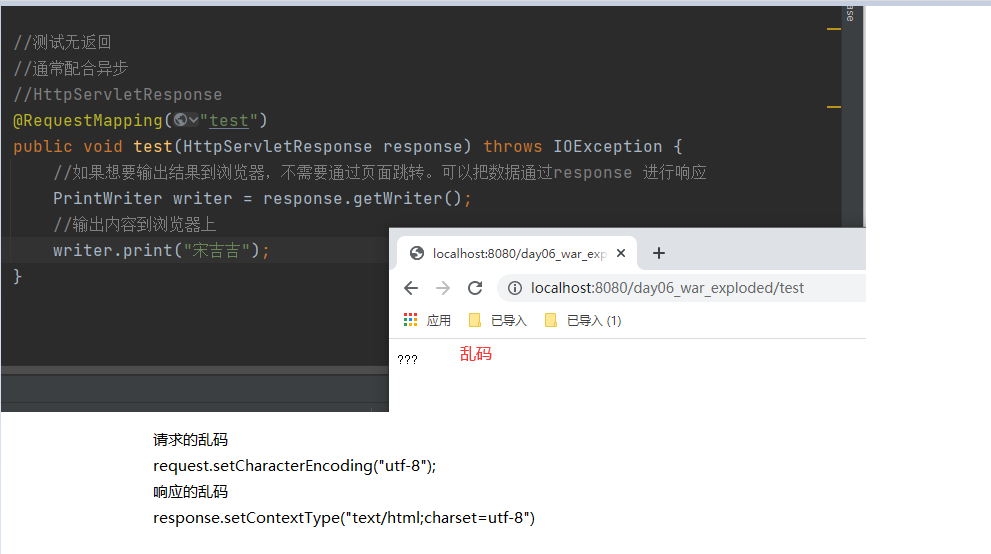 ase
//测试无返回
//通常配合异步
//HttpServletResponse
@RequestMapping("test")
public void test(HttpServletResponse response) throws IOException {
//如果想要输出结果到浏览器，不需要通过页面跳转。可以把数据通过response 进行响应
PrintWriter writer = response.getWriter();
//输出内容到浏览器上
writer.print("宋吉吉");
}
localhost:8080/day06_war_exp
localhost:8080/day06_war_exploded/test
应用 已导入 已导入 (1)
??? 乱码
请求的乱码
request.setCharacterEncoding("utf-8");
响应的乱码
response.setContextType("text/html;charset=utf-8")